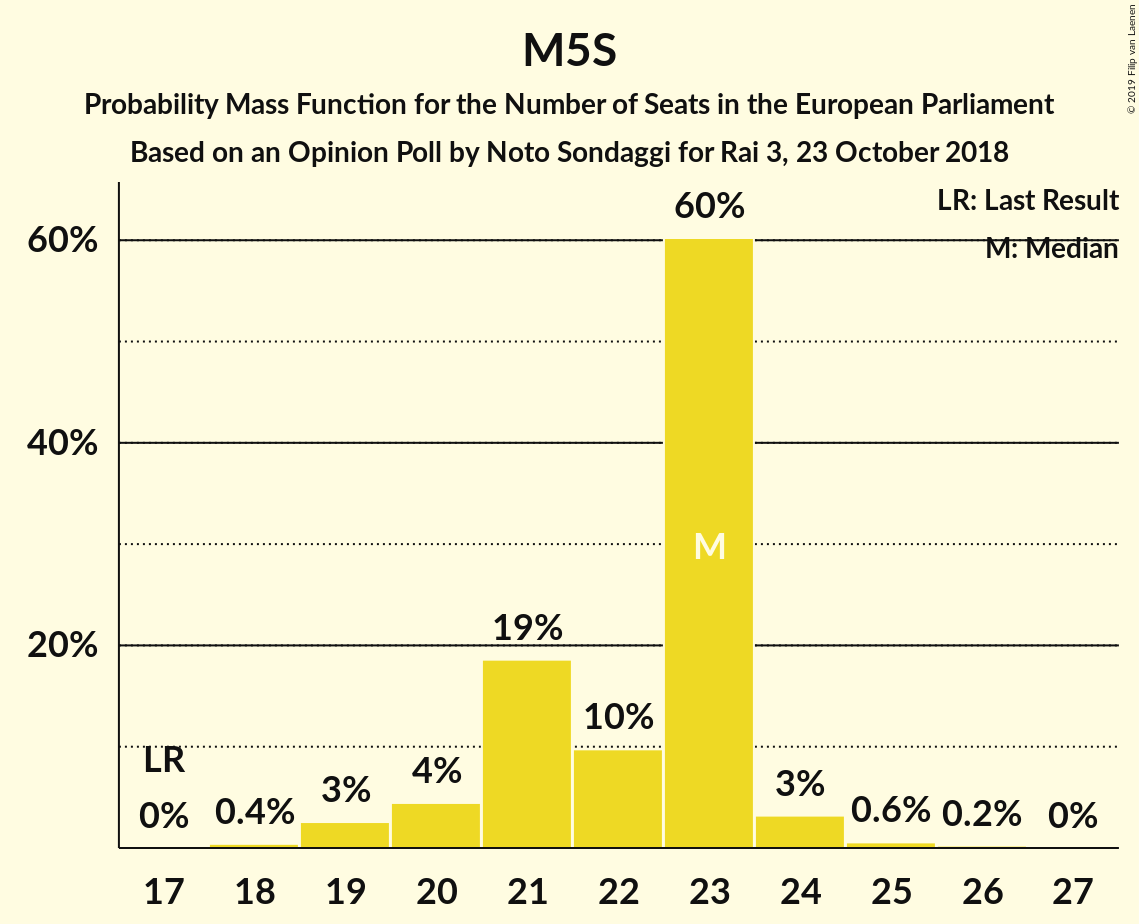 M5S
Probability Mass Function for the Number of Seats in the European Parliament
Based on an Opinion Poll by Noto Sondaggi for Rai 3, 23 October 2018
© 2019 Filip van Laenen
LR: Last Result
M: Median
60%
40%
20%
LR
0%
0.4%
3%
4%
19%
10%
60%
M
3%
0.6%
0.2%
0%
17 18 19 20 21 22 23 24 25 26 27